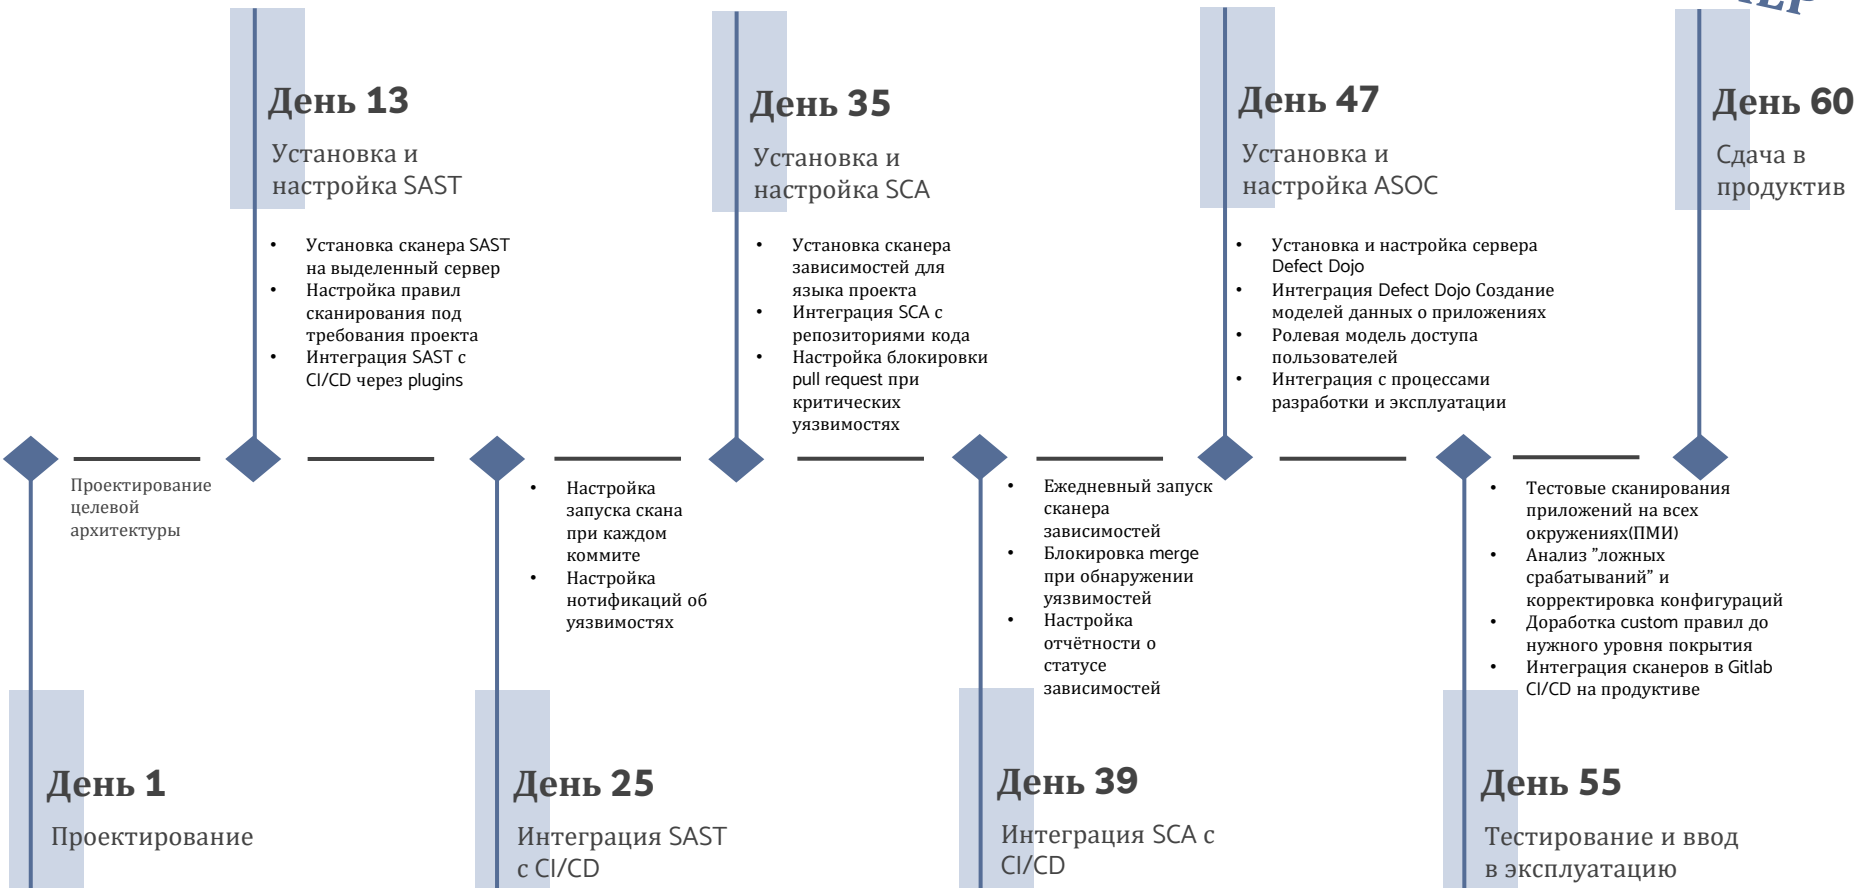 День 13
Установка и
настройка SAST
• Установка сканера SAST
на выделенный сервер
• Настройка правил
сканирования под
требования проекта
• Интеграция SAST с
CI/CD через plugins
День 35
Установка и
настройка SCA
• Установка сканера
зависимостей для
языка проекта
• Интеграция SCA с
репозиториями кода
• Настройка блокировки
pull request при
критических
уязвимостях
День 47
Установка и
настройка ASOC
• Установка и настройка сервера
Defect Dojo
• Интеграция Defect Dojo Создание
моделей данных о приложениях
• Ролевая модель доступа
пользователей
• Интеграция с процессами
разработки и эксплуатации
День 60
Сдача в
продуктив
Проектирование
целевой
архитектуры
День 1
Проектирование
• Настройка
запуска скана
при каждом
коммите
• Настройка
нотификаций об
уязвимостях
День 25
Интеграция SAST
с CI/CD
• Ежедневный запуск
сканера
зависимостей
• Блокировка merge
при обнаружении
уязвимостей
• Настройка
отчётности о
статусе
зависимостей
День 39
Интеграция SCA с
CI/CD
• Тестовые сканирования
приложений на всех
окружениях(ПМИ)
• Анализ ”ложных
срабатываний” и
корректировка конфигураций
• Доработка custom правил до
нужного уровня покрытия
• Интеграция сканеров в Gitlab
CI/CD на продуктиве
День 55
Тестирование и ввод
в эксплуатацию